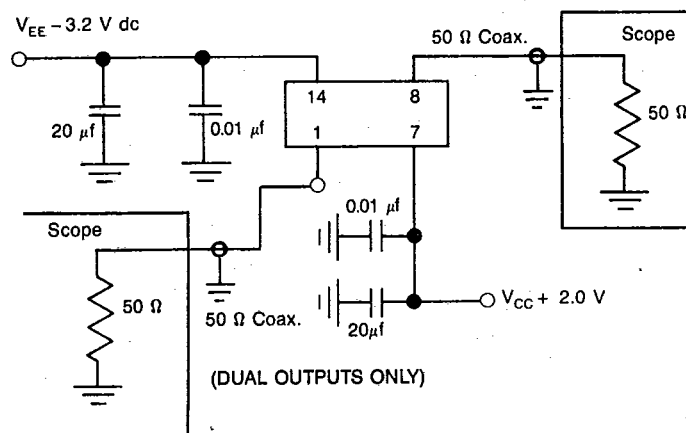 V_EE − 3.2 V dc
50 Ω Coax.
Scope
14
8
20 μf
0.01 μf
1
7
50 Ω
0.01 μf
Scope
50 Ω
50 Ω Coax.
20μf
V_CC + 2.0 V
(DUAL OUTPUTS ONLY)